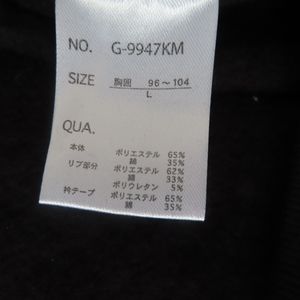 NO. G-9947KM
SIZE 胸囲 96～104
L
QUA.
本体 ポリエステル 65%
綿 35%
リブ部分 ポリエステル 62%
綿 33%
ポリウレタン 5%
衿テープ ポリエステル 65%
綿 35%